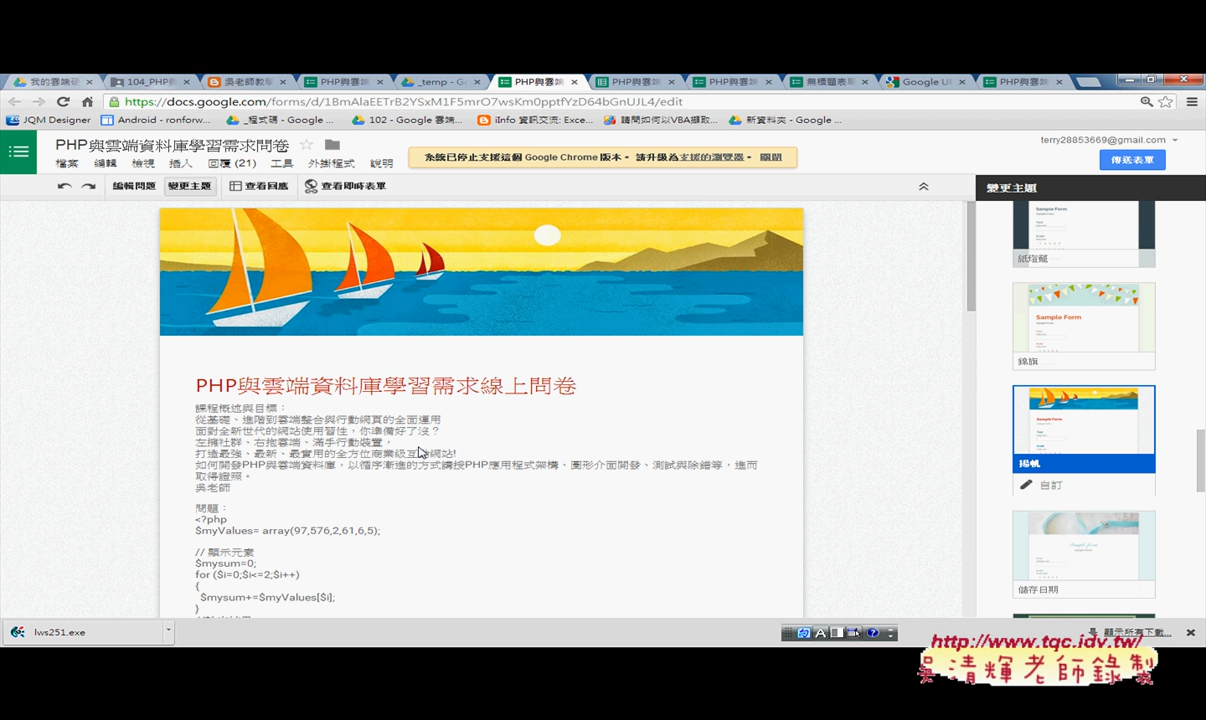 我的雲端硬
104_PHP與
吳老師教學
PHP與雲端
_temp - Go
PHP與雲端
PHP與雲端
PHP與雲端
無標題表單
Google UR
PHP與雲端
https://docs.google.com/forms/d/1BmAlaEETrB2YSxM1F5mrO7wsKm0pptfYzD64bGnUJL4/edit
JQM Designer
Android - ronforw...
_程式碼 - Google ...
102 - Google 雲端...
iInfo 資訊交流: Exce...
請問如何以VBA擷取...
新資料夾 - Google ...
PHP與雲端資料庫學習需求問卷
terry28853669@gmail.com
檔案 編輯 檢視 插入 回覆 (21) 工具 外掛程式 說明
系統已停止支援這個 Google Chrome 版本。 請升級為支援的瀏覽器。 關閉
傳送表單
編輯問題 變更主題 查看回應 查看即時表單
變更主題
Sample Form
紙摺龍
Sample Form
錦旗
揚帆
自訂
Sample form
儲存日期
PHP與雲端資料庫學習需求線上問卷
課程概述與目標：
從基礎、進階到雲端整合與行動網頁的全面運用
面對全新世代的網站使用習性，你準備好了沒？
左擁社群、右抱雲端、滿手行動裝置，
打造最強、最新、最實用的全方位商業級互動網站!
如何開發PHP與雲端資料庫，以循序漸進的方式講授PHP應用程式架構、圖形介面開發、測試與除錯等，進而
取得證照。
吳老師
問題：
<?php
$myValues= array(97,576,2,61,6,5);
// 顯示元素
$mysum=0;
for ($i=0;$i<=2;$i++)
{
$mysum+=$myValues[$i];
}
lws251.exe
顯示所有下載...
http://www.tqc.idv.tw/
吳清輝老師錄製